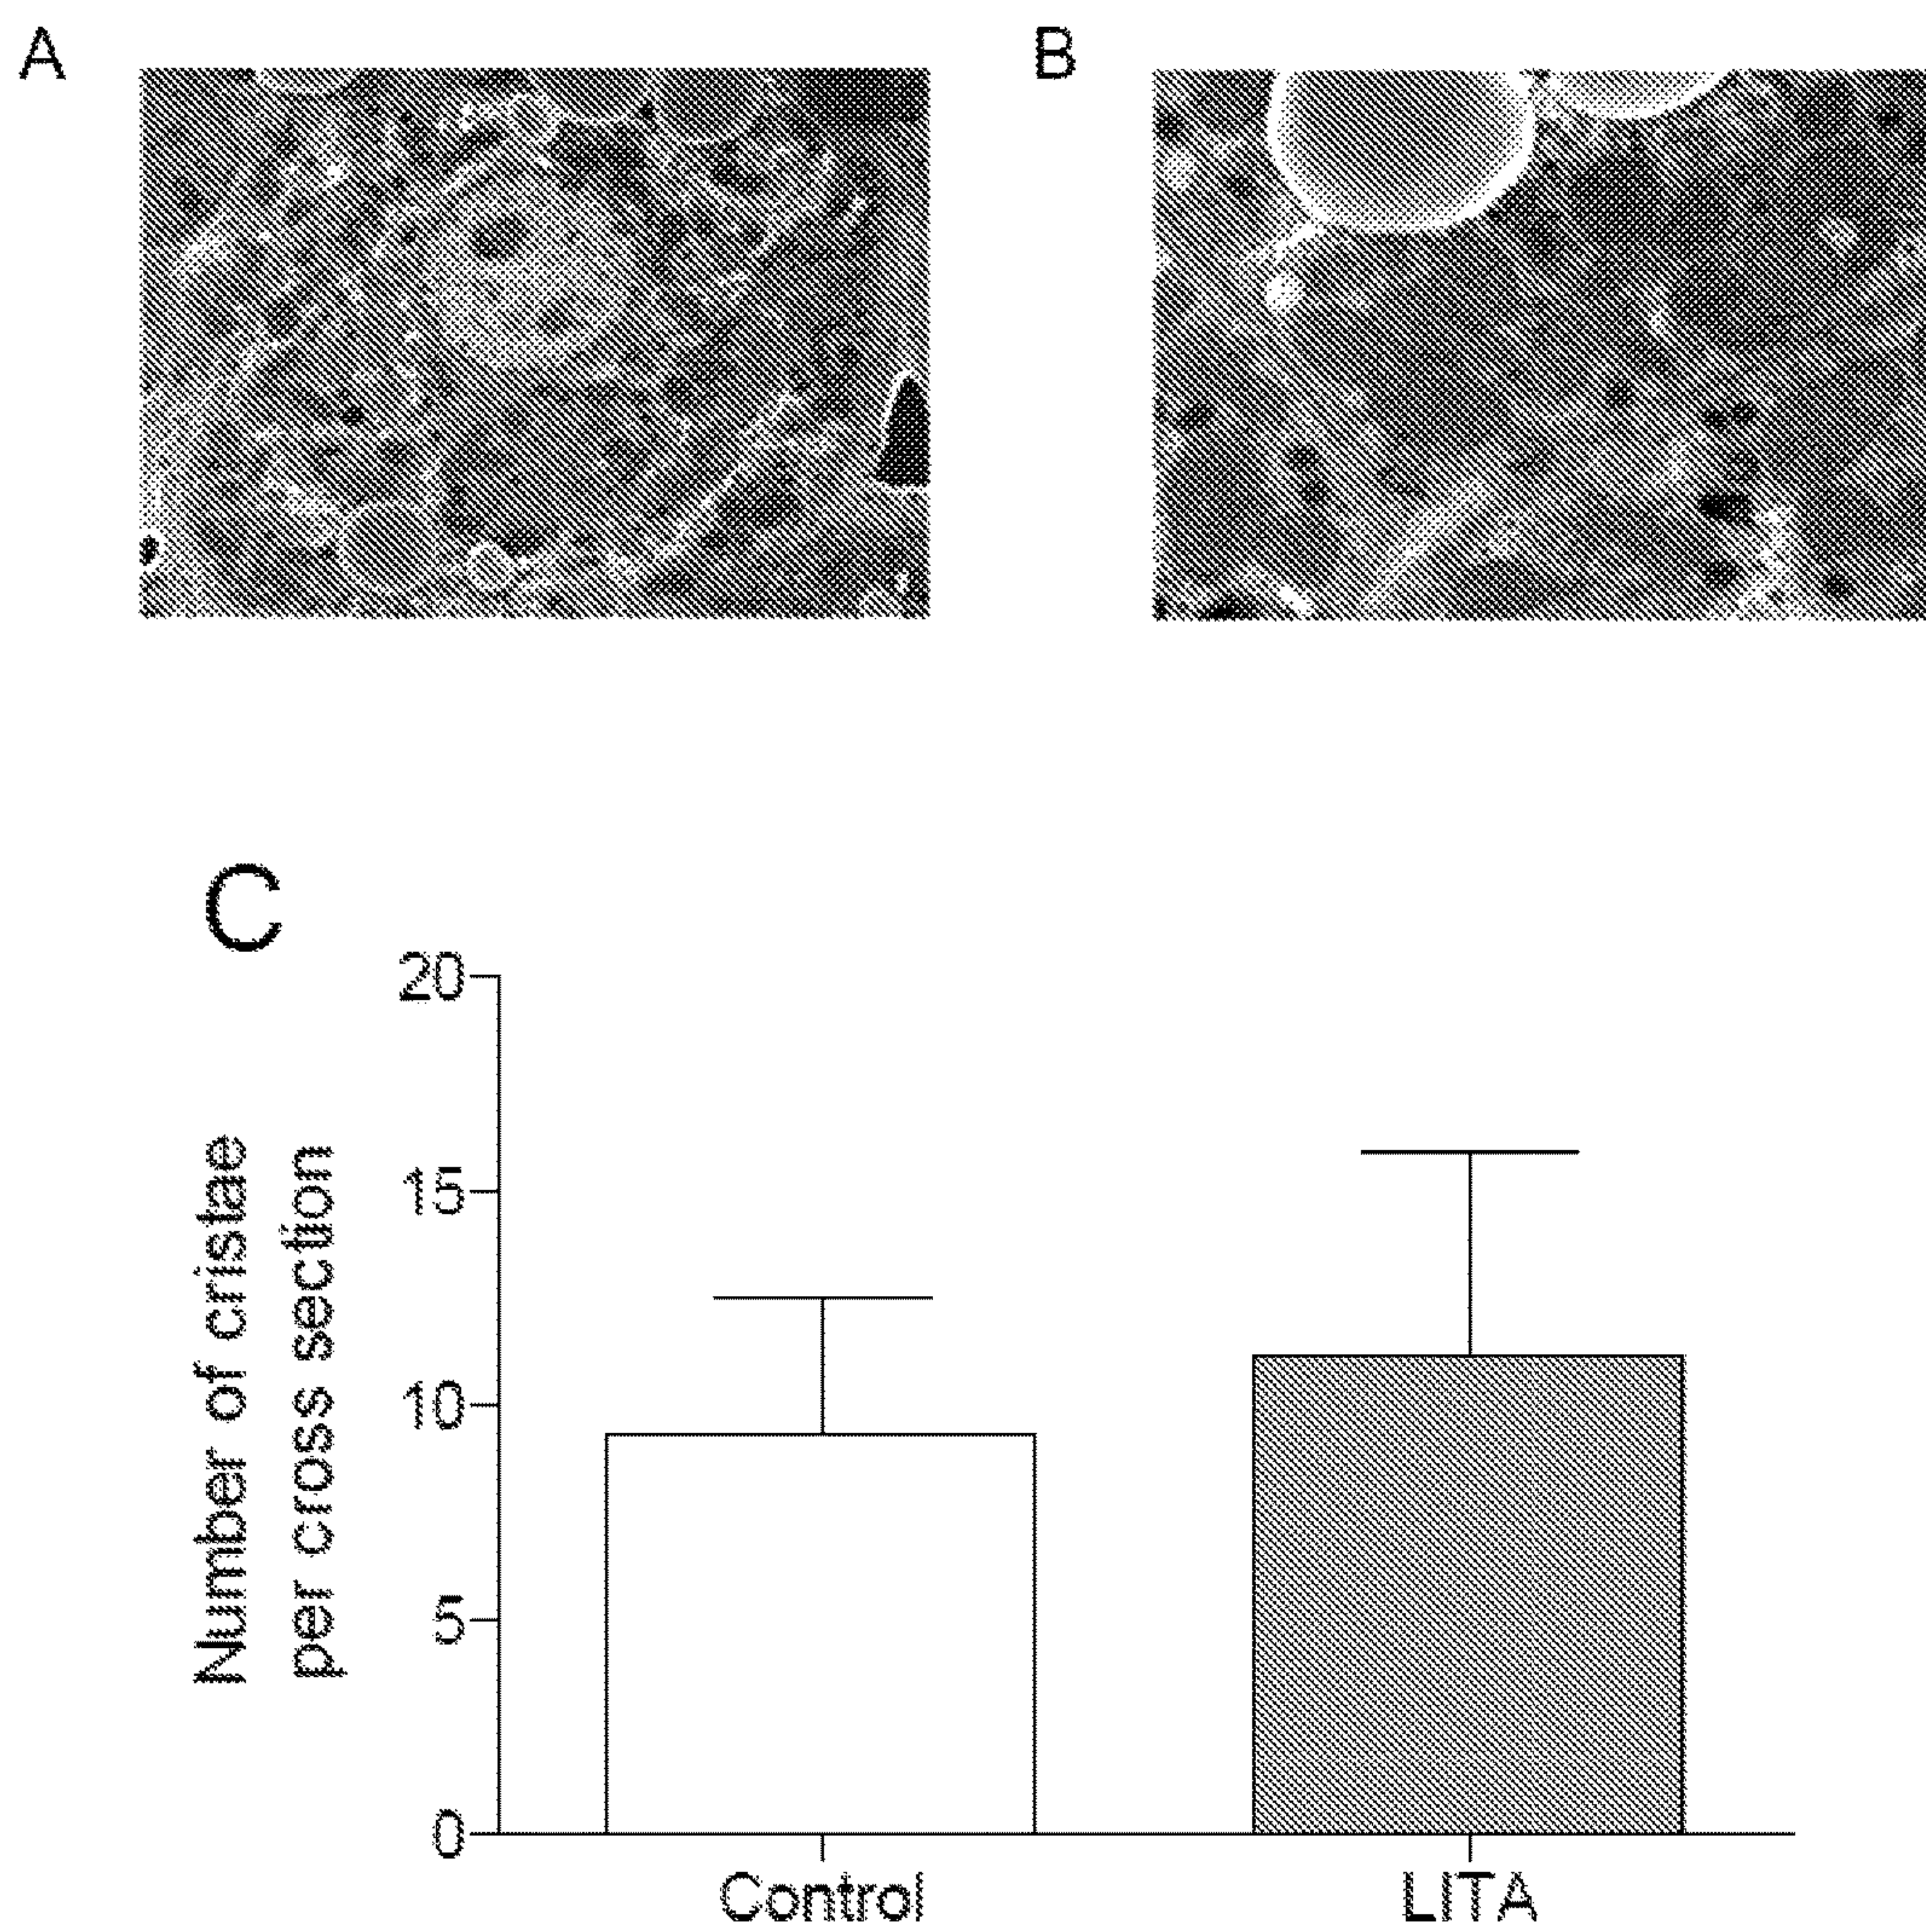 A
B
C
20
15
10
5
0
Number of cristae
per cross section
Control
LITA